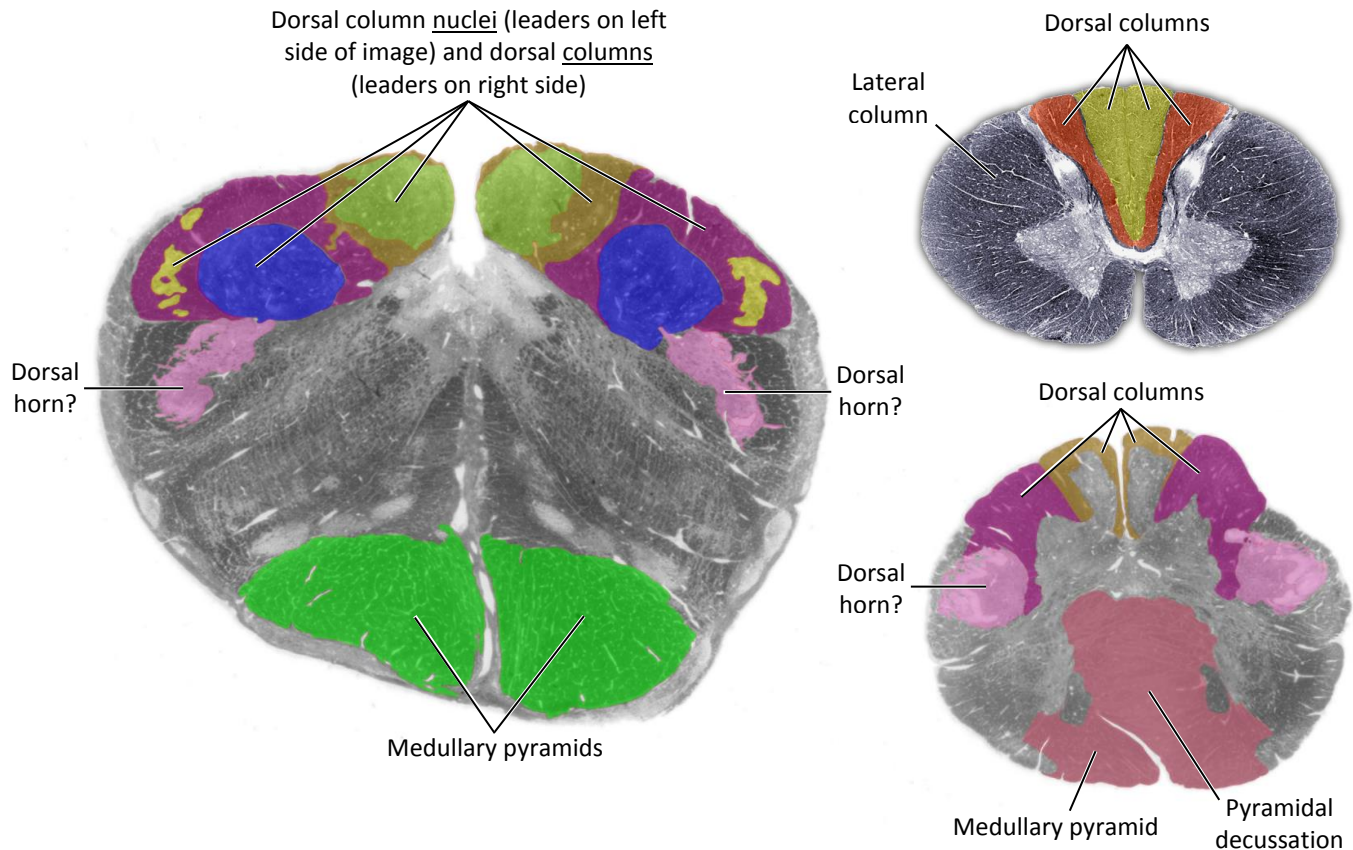 Dorsal column nuclei (leaders on left
side of image) and dorsal columns
(leaders on right side)
Dorsal
horn?
Dorsal
horn?
Medullary pyramids
Dorsal columns
Lateral
column
Dorsal columns
Dorsal
horn?
Medullary pyramid
Pyramidal
decussation